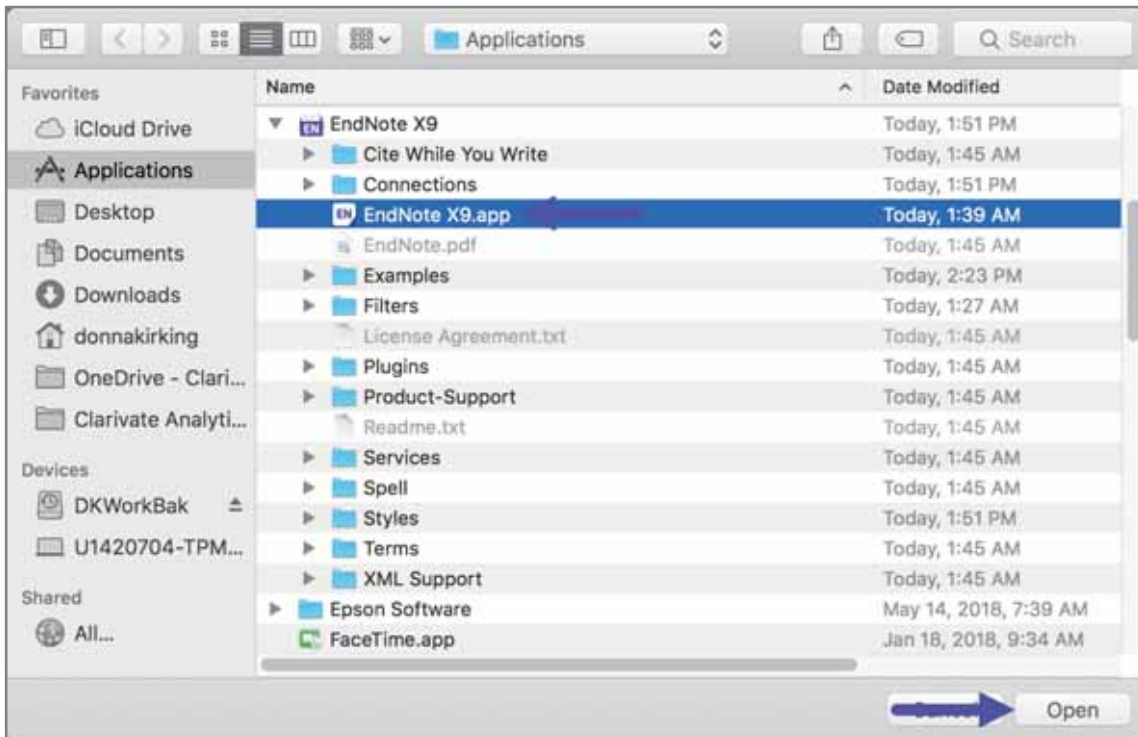 Applications
Search
Favorites
iCloud Drive
Applications
Desktop
Documents
Downloads
donnakirking
OneDrive - Clari...
Clarivate Analyti...
Devices
DKWorkBak
U1420704-TPM...
Shared
All...
Name Date Modified
EndNote X9 Today, 1:51 PM
Cite While You Write Today, 1:45 AM
Connections Today, 1:51 PM
EN EndNote X9.app Today, 1:39 AM
EndNote.pdf Today, 1:45 AM
Examples Today, 2:23 PM
Filters Today, 1:27 AM
License Agreement.txt Today, 1:45 AM
Plugins Today, 1:45 AM
Product-Support Today, 1:45 AM
Readme.txt Today, 1:45 AM
Services Today, 1:45 AM
Spell Today, 1:45 AM
Styles Today, 1:51 PM
Terms Today, 1:45 AM
XML Support Today, 1:45 AM
Epson Software May 14, 2018, 7:39 AM
FaceTime.app Jan 18, 2018, 9:34 AM
Open